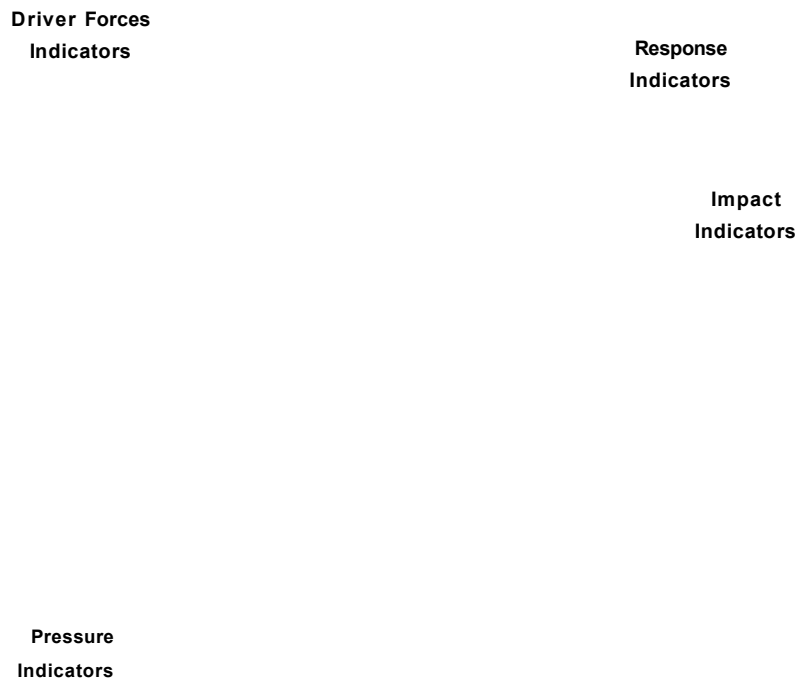 Driver Forces
Indicators
Response
Indicators
Impact
Indicators
Pressure
Indicators